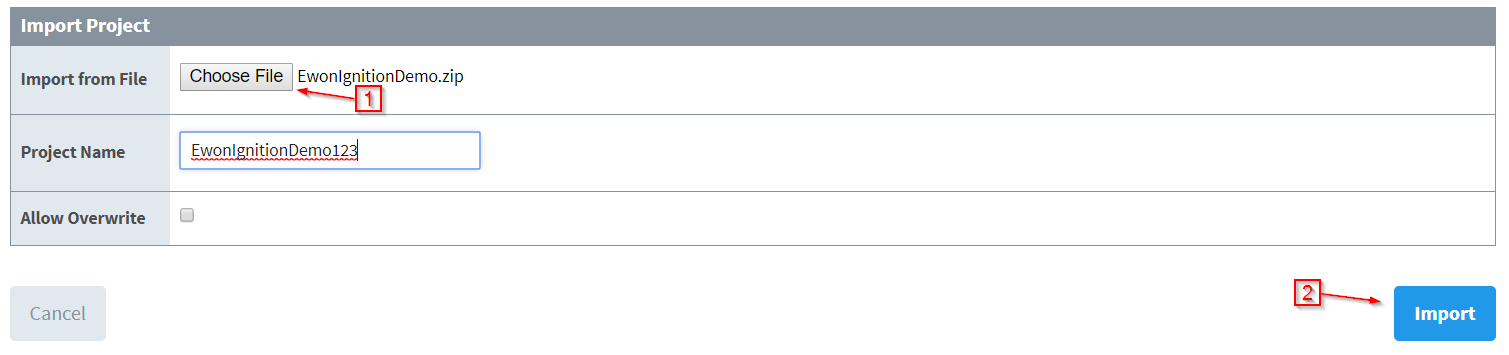 Import Project
Import from File Choose File EwonIgnitionDemo.zip
1
Project Name EwonIgnitionDemo123
Allow Overwrite
Cancel 2 Import